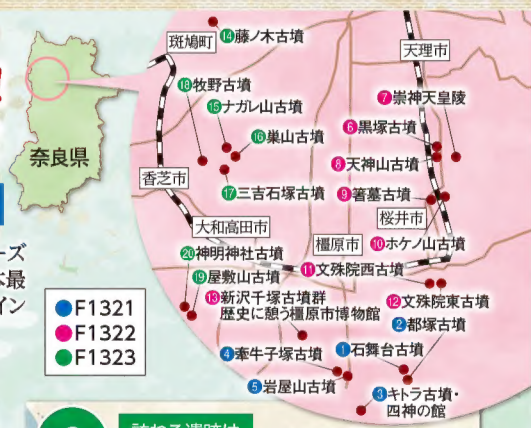 斑鳩町
⑭藤ノ木古墳
天理市
⑱牧野古墳
⑦崇神天皇陵
⑮ナガレ山古墳
⑥黒塚古墳
⑯巣山古墳
奈良県
⑧天神山古墳
香芝市
⑰三吉石塚古墳
⑨箸墓古墳
桜井市
大和高田市
橿原市
⑩ホケノ山古墳
⑳神明神社古墳
⑪文殊院西古墳
⑲屋敷山古墳
⑬新沢千塚古墳群
歴史に憩う橿原市博物館
⑫文殊院東古墳
②都塚古墳
ーズ
本最
イン
●F1321
●F1322
●F1323
④牽牛子塚古墳
①石舞台古墳
⑤岩屋山古墳
③キトラ古墳・
四神の館